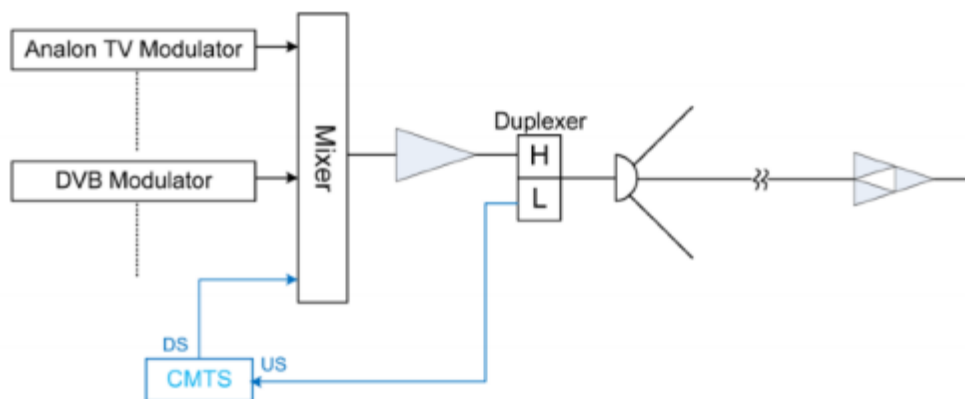 Analon TV Modulator
Duplexer
Mixer
H
DVB Modulator
L
DS
US
CMTS